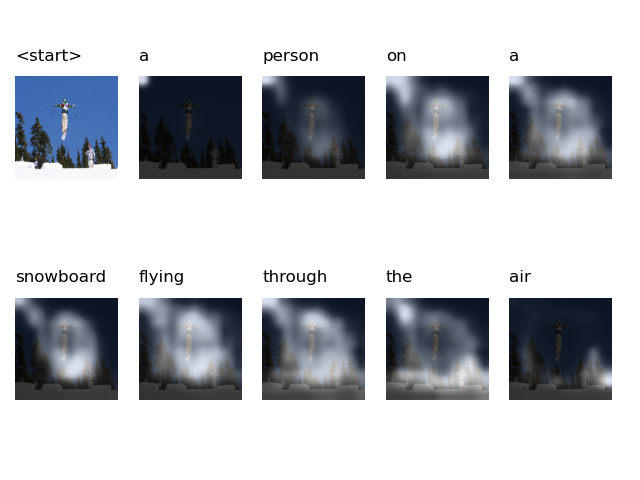 <start> a person on a
snowboard flying through the air